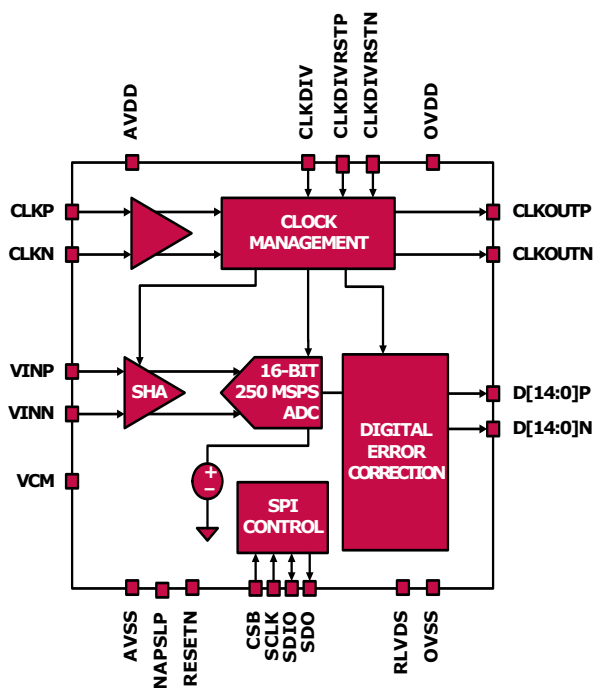 AVDD
CLKDIV
CLKDIVRSTP
CLKDIVRSTN
OVDD
CLKP
CLKN
CLOCK
MANAGEMENT
CLKOUTP
CLKOUTN
VINP
VINN
SHA
16-BIT
250 MSPS
ADC
DIGITAL
ERROR
CORRECTION
D[14:0]P
D[14:0]N
VCM
+
−
SPI
CONTROL
AVSS
NAPSLP
RESETN
CSB
SCLK
SDIO
SDO
RLVDS
OVSS